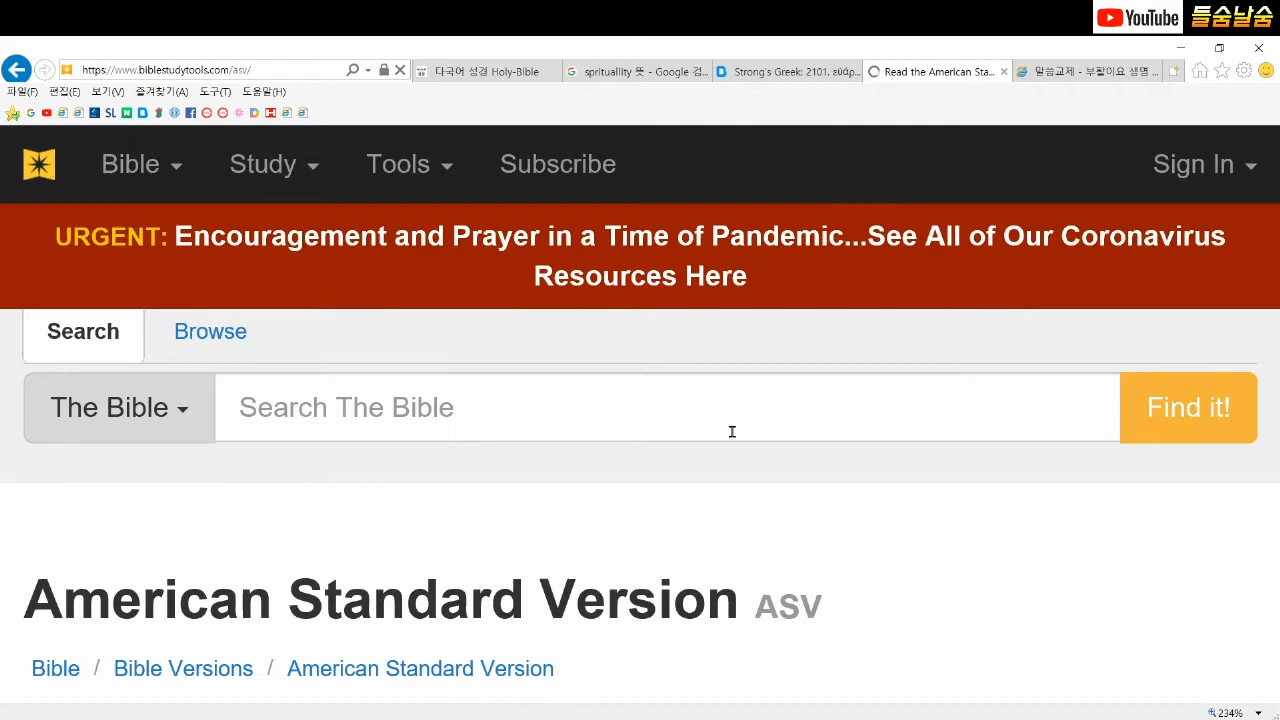 YouTube 들숨날숨
https://www.biblestudytools.com/asv/
다국어 성경 Holy-Bible
sprituallity 뜻 - Google 검...
Strong's Greek: 2101. εὐάρ...
Read the American Sta...
말씀교제 - 부활이요 생명 ...
파일(F) 편집(E) 보기(V) 즐겨찾기(A) 도구(T) 도움말(H)
SL
Bible Study Tools Subscribe Sign In
URGENT: Encouragement and Prayer in a Time of Pandemic...See All of Our Coronavirus
Resources Here
Search Browse
The Bible Search The Bible Find it!
American Standard Version ASV
Bible / Bible Versions / American Standard Version
234%